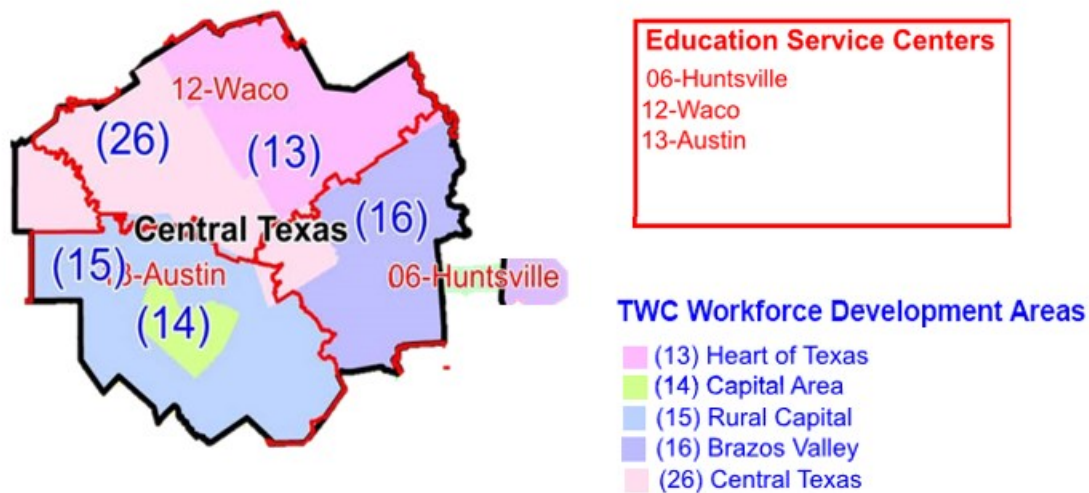 12-Waco
(26)
(13)
(16)
Central Texas
(15)
3-Austin
06-Huntsville
(14)
Education Service Centers
06-Huntsville
12-Waco
13-Austin
TWC Workforce Development Areas
(13) Heart of Texas
(14) Capital Area
(15) Rural Capital
(16) Brazos Valley
(26) Central Texas